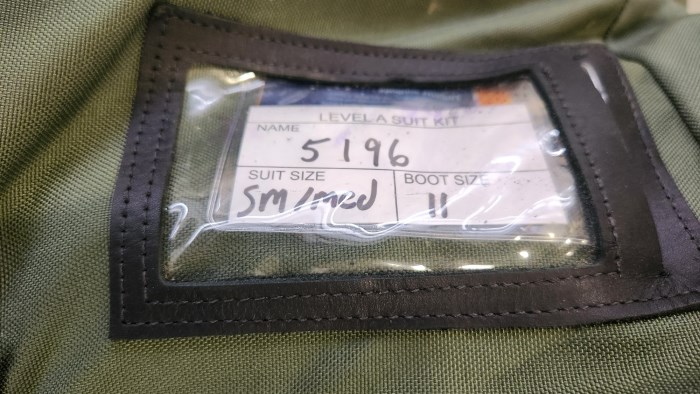 LEVEL A SUIT KIT
NAME
5196
SUIT SIZE BOOT SIZE
Sm/med 11